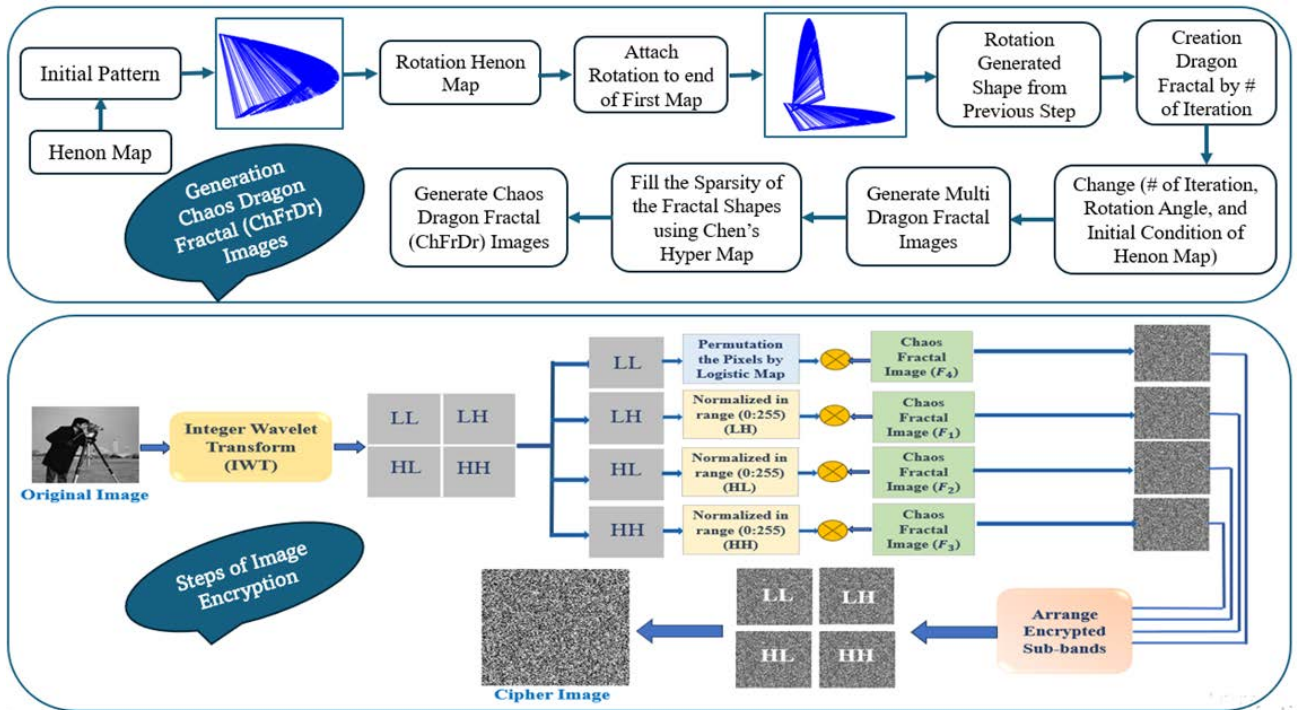 Initial Pattern
Henon Map
Rotation Henon
Map
Attach
Rotation to end
of First Map
Rotation
Generated
Shape from
Previous Step
Creation
Dragon
Fractal by #
of Iteration
Change (# of Iteration,
Rotation Angle, and
Initial Condition of
Henon Map)
Generate Multi
Dragon Fractal
Images
Fill the Sparsity of
the Fractal Shapes
using Chen's
Hyper Map
Generate Chaos
Dragon Fractal
(ChFrDr) Images
Generation
Chaos Dragon
Fractal (ChFrDr)
Images
Original Image
Integer Wavelet
Transform
(IWT)
LL
LH
HL
HH
LL
Permutation
the Pixels by
Logistic Map
Chaos
Fractal
Image (F₄)
LH
Normalized in
range (0:255)
(LH)
Chaos
Fractal
Image (F₁)
HL
Normalized in
range (0:255)
(HL)
Chaos
Fractal
Image (F₂)
HH
Normalized in
range (0:255)
(HH)
Chaos
Fractal
Image (F₃)
Steps of Image
Encryption
Arrange
Encrypted
Sub-bands
LL
LH
HL
HH
Cipher Image